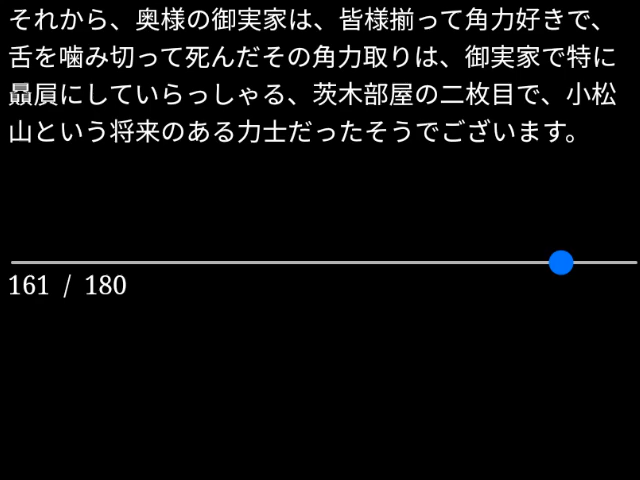 それから、奥様の御実家は、皆様揃って角力好きで、
舌を噛み切って死んだその角力取りは、御実家で特に
贔屓にしていらっしゃる、茨木部屋の二枚目で、小松
山という将来のある力士だったそうでございます。
161 / 180